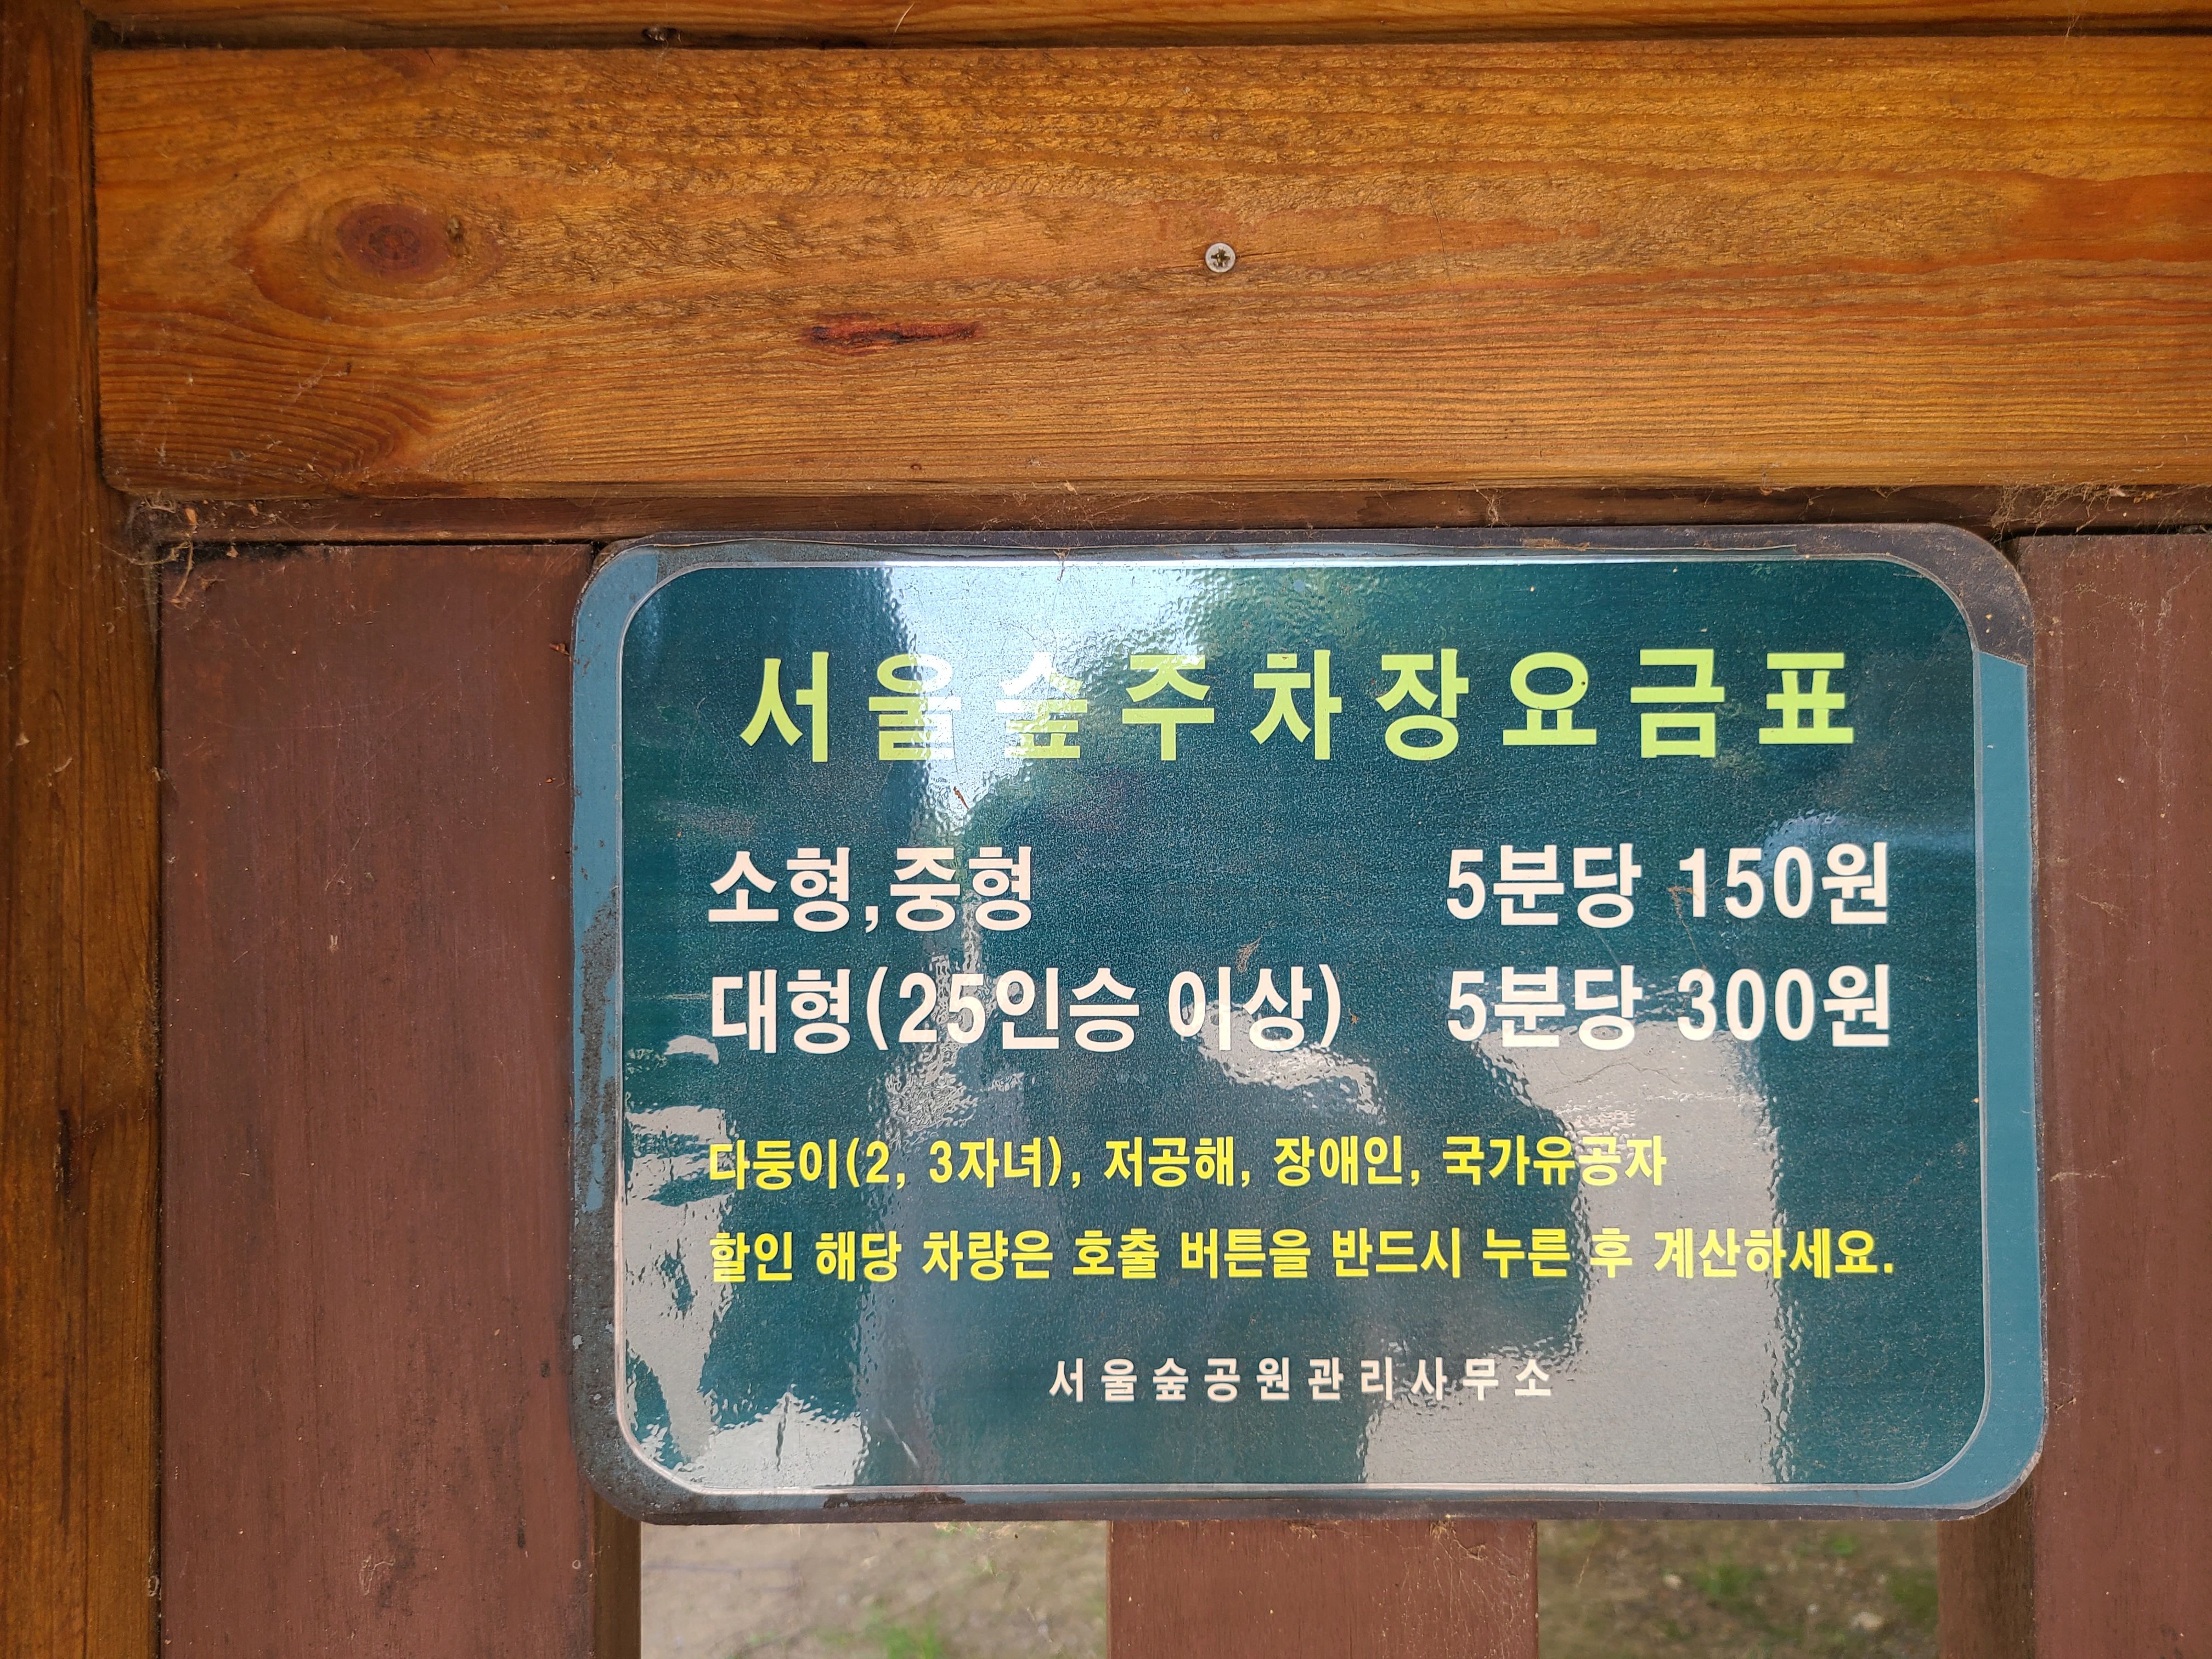 서울숲주차장요금표
소형,중형 5분당 150원
대형(25인승 이상) 5분당 300원
다둥이(2, 3자녀), 저공해, 장애인, 국가유공자
할인 해당 차량은 호출 버튼을 반드시 누른 후 계산하세요.
서울숲공원관리사무소